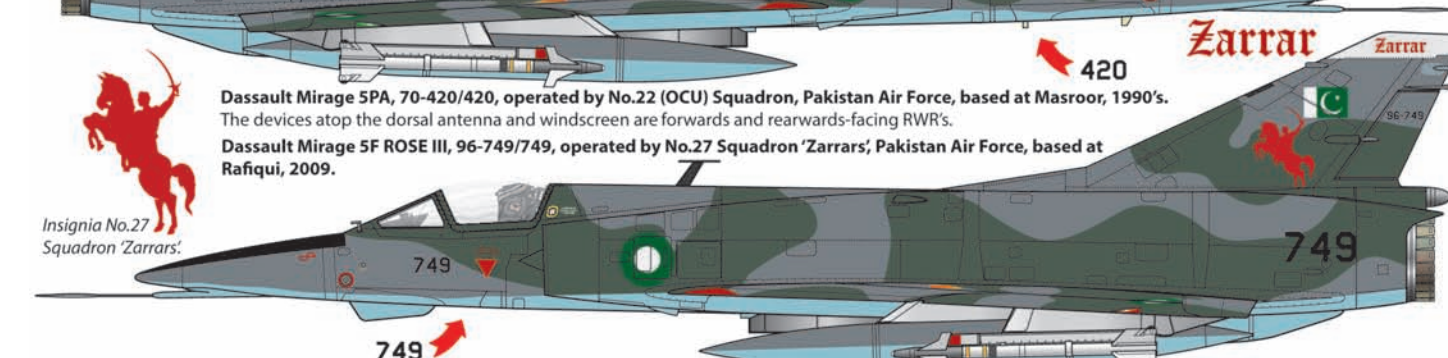 Zarrar
Zarrar
420
Dassault Mirage 5PA, 70-420/420, operated by No.22 (OCU) Squadron, Pakistan Air Force, based at Masroor, 1990's.
The devices atop the dorsal antenna and windscreen are forwards and rearwards-facing RWR's.
96-749
Dassault Mirage 5F ROSE III, 96-749/749, operated by No.27 Squadron 'Zarrars', Pakistan Air Force, based at
Rafiqui, 2009.
Insignia No.27
Squadron 'Zarrars'.
749
749
749